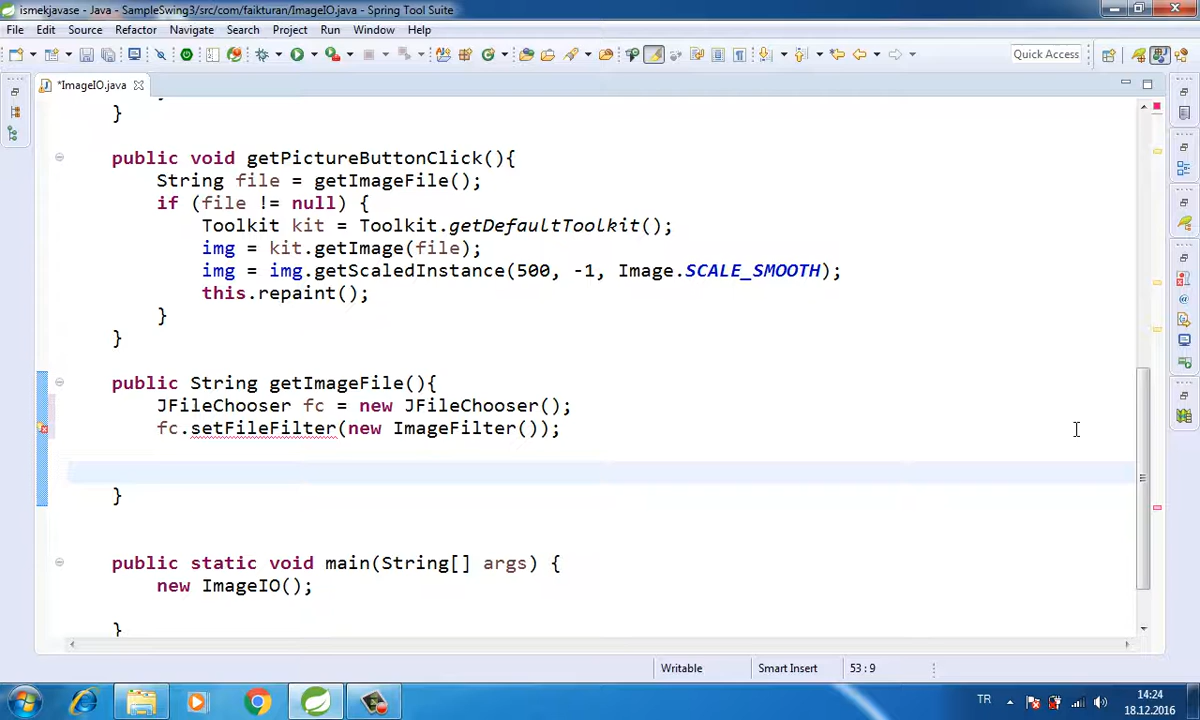 ismekjavase - Java - SampleSwing3/src/com/faikturan/ImageIO.java - Spring Tool Suite
File Edit Source Refactor Navigate Search Project Run Window Help
Quick Access
*ImageIO.java
}
public void getPictureButtonClick(){
String file = getImageFile();
if (file != null) {
Toolkit kit = Toolkit.getDefaultToolkit();
img = kit.getImage(file);
img = img.getScaledInstance(500, -1, Image.SCALE_SMOOTH);
this.repaint();
}
}
public String getImageFile(){
JFileChooser fc = new JFileChooser();
fc.setFileFilter(new ImageFilter());
}
public static void main(String[] args) {
new ImageIO();
}
Writable Smart Insert 53 : 9
TR 14:24
18.12.2016